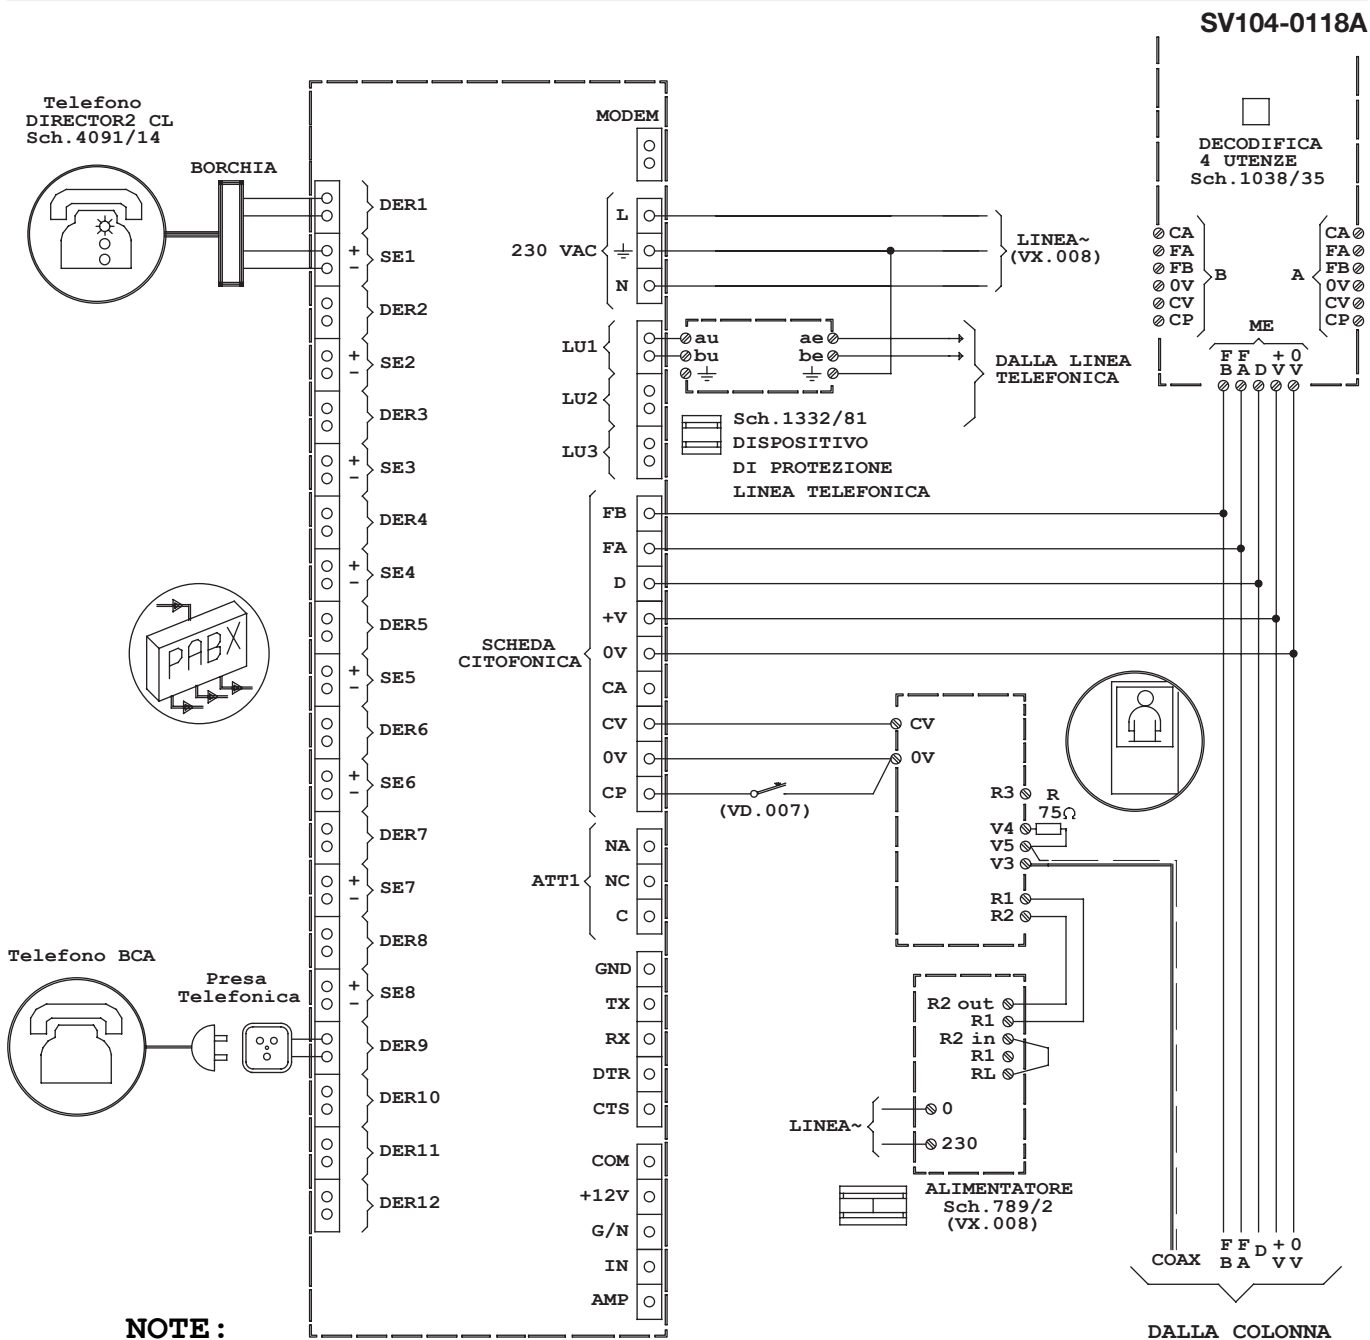 SV104-0118A
Telefono
DIRECTOR2 CL
Sch.4091/14
BORCHIA
DER1
+
-
SE1
DER2
+
-
SE2
DER3
+
-
SE3
DER4
+
-
SE4
DER5
+
-
SE5
DER6
+
-
SE6
DER7
+
-
SE7
DER8
+
-
SE8
DER9
DER10
DER11
DER12
PABX
Telefono BCA
Presa
Telefonica
MODEM
230 VAC
L
N
LU1
LU2
LU3
SCHEDA
CITOFONICA
FB
FA
D
+V
0V
CA
CV
0V
CP
ATT1
NA
NC
C
GND
TX
RX
DTR
CTS
COM
+12V
G/N
IN
AMP
LINEA~
(VX.008)
au
bu
ae
be
DALLA LINEA
TELEFONICA
Sch.1332/81
DISPOSITIVO
DI PROTEZIONE
LINEA TELEFONICA
DECODIFICA
4 UTENZE
Sch.1038/35
CA
FA
FB
0V
CV
CP
B
A
CA
FA
FB
0V
CV
CP
ME
F F + 0
B A D V V
(VD.007)
CV
0V
R3
V4
V5
V3
R1
R2
R
75Ω
R2 out
R1
R2 in
R1
RL
LINEA~
0
230
ALIMENTATORE
Sch.789/2
(VX.008)
COAX
F F D + 0
B A V V
DALLA COLONNA
NOTE: